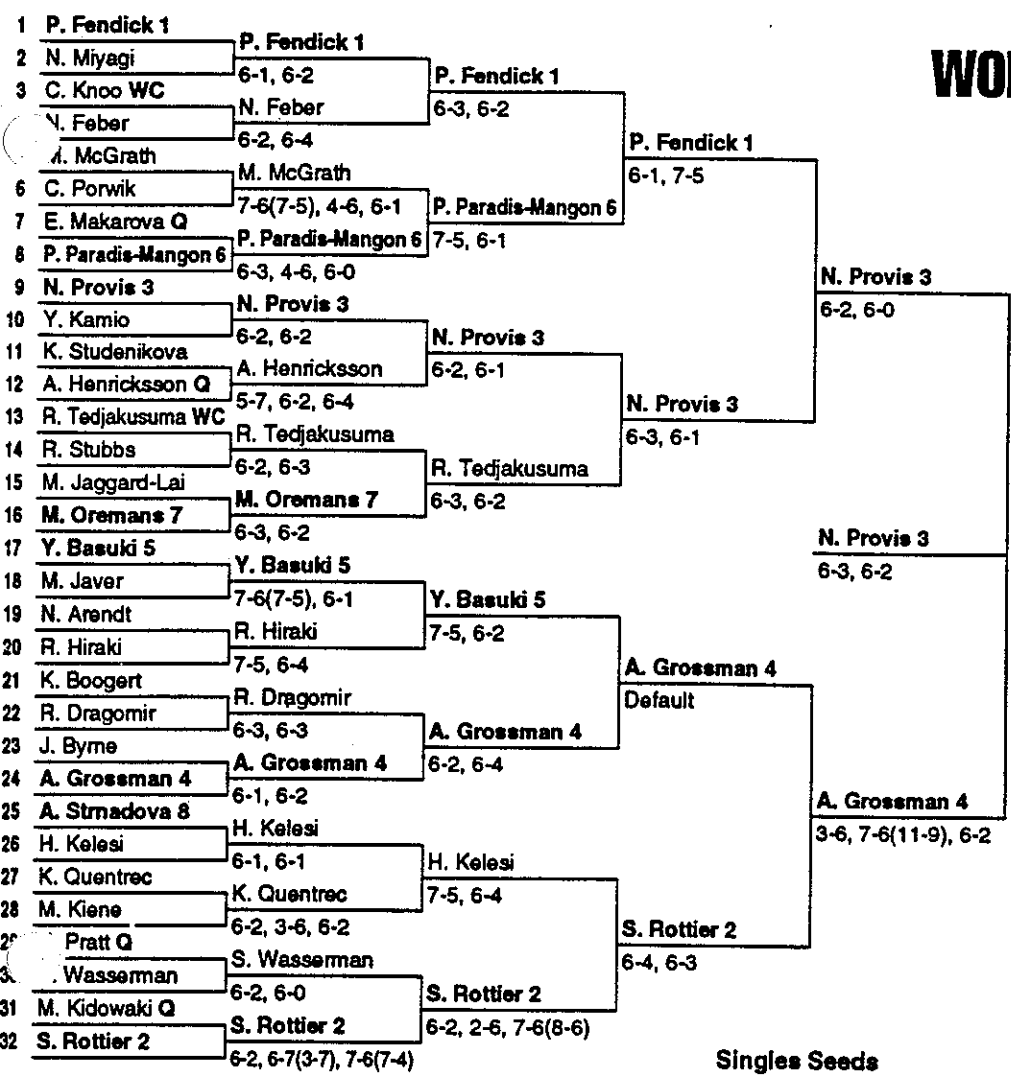 1 P. Fendick 1
2 N. Miyagi
3 C. Knoo WC
N. Feber
M. McGrath
6 C. Porwik
7 E. Makarova Q
8 P. Paradis-Mangon 6
9 N. Provis 3
10 Y. Kamio
11 K. Studenikova
12 A. Henricksson Q
13 R. Tedjakusuma WC
14 R. Stubbs
15 M. Jaggard-Lai
16 M. Oremans 7
17 Y. Basuki 5
18 M. Javer
19 N. Arendt
20 R. Hiraki
21 K. Boogert
22 R. Dragomir
23 J. Byrne
24 A. Grossman 4
25 A. Strnadova 8
26 H. Kelesi
27 K. Quentrec
28 M. Kiene
Pratt Q
Wasserman
31 M. Kidowaki Q
32 S. Rottier 2
P. Fendick 1
6-1, 6-2
N. Feber
6-2, 6-4
M. McGrath
7-6(7-5), 4-6, 6-1
P. Paradis-Mangon 6
6-3, 4-6, 6-0
N. Provis 3
6-2, 6-2
A. Henricksson
5-7, 6-2, 6-4
R. Tedjakusuma
6-2, 6-3
M. Oremans 7
6-3, 6-2
Y. Basuki 5
7-6(7-5), 6-1
R. Hiraki
7-5, 6-4
R. Dragomir
6-3, 6-3
A. Grossman 4
6-1, 6-2
H. Kelesi
6-1, 6-1
K. Quentrec
6-2, 3-6, 6-2
S. Wasserman
6-2, 6-0
S. Rottier 2
6-2, 6-7(3-7), 7-6(7-4)
P. Fendick 1
6-3, 6-2
P. Paradis-Mangon 6
7-5, 6-1
N. Provis 3
6-2, 6-1
R. Tedjakusuma
6-3, 6-2
Y. Basuki 5
7-5, 6-2
A. Grossman 4
6-2, 6-4
H. Kelesi
7-5, 6-4
S. Rottier 2
6-2, 2-6, 7-6(8-6)
P. Fendick 1
6-1, 7-5
N. Provis 3
6-3, 6-1
A. Grossman 4
Default
S. Rottier 2
6-4, 6-3
N. Provis 3
6-2, 6-0
A. Grossman 4
3-6, 7-6(11-9), 6-2
N. Provis 3
6-3, 6-2
Singles Seeds